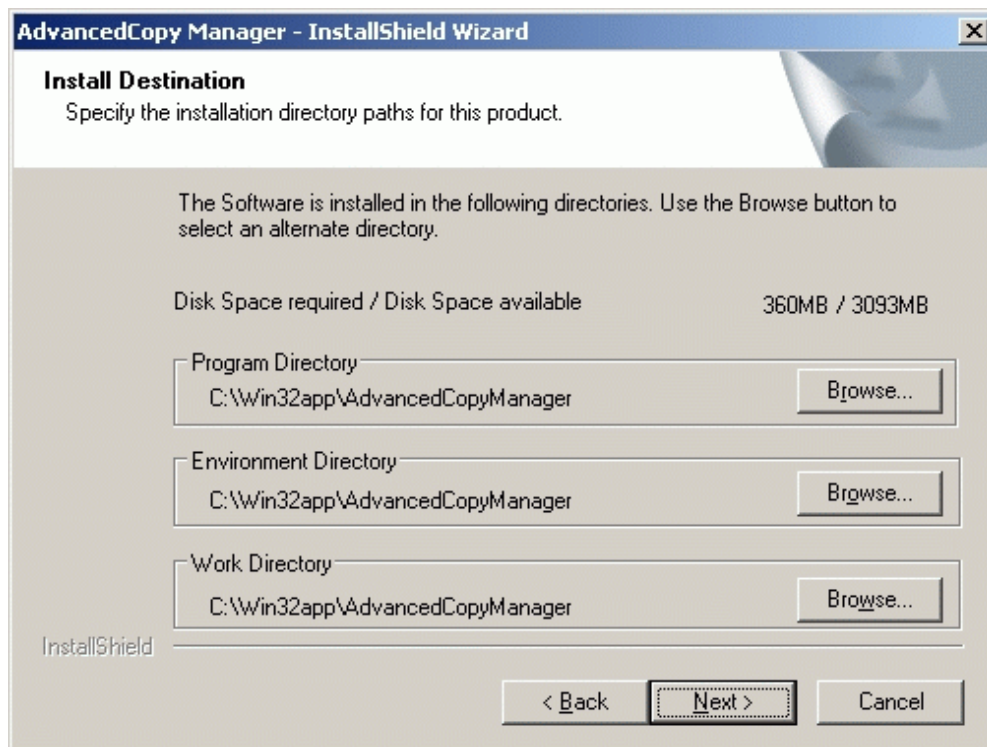 AdvancedCopy Manager - InstallShield Wizard
Install Destination
Specify the installation directory paths for this product.
The Software is installed in the following directories. Use the Browse button to
select an alternate directory.
Disk Space required / Disk Space available 360MB / 3093MB
Program Directory
C:\Win32app\AdvancedCopyManager Browse...
Environment Directory
C:\Win32app\AdvancedCopyManager Browse...
Work Directory
C:\Win32app\AdvancedCopyManager Browse...
InstallShield
< Back Next > Cancel